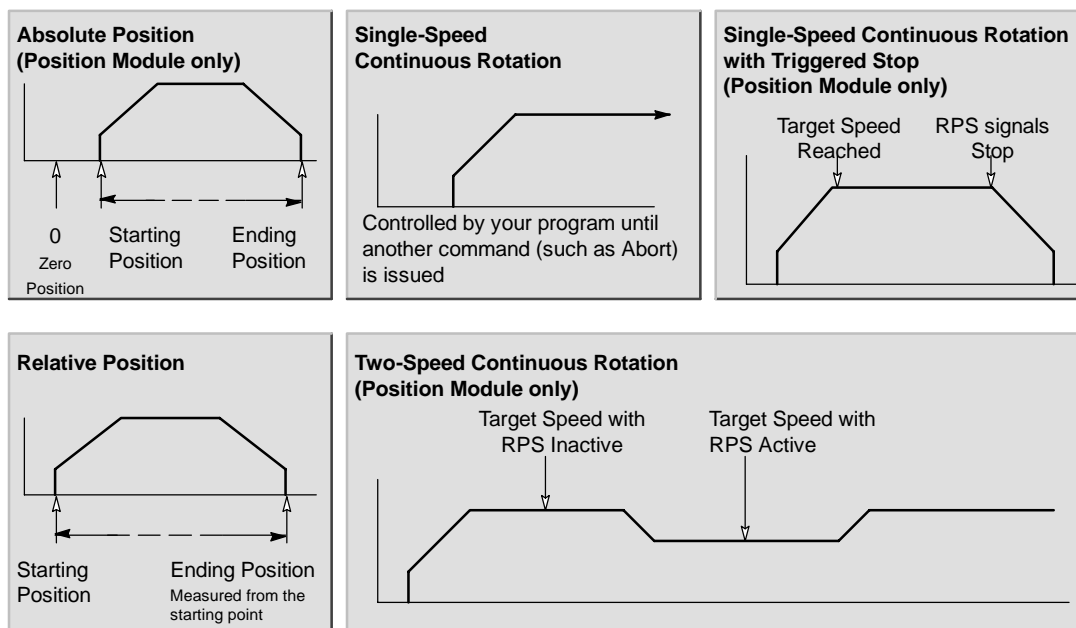 Absolute Position
(Position Module only)
0
Zero
Position
Starting
Position
Ending
Position
Single-Speed
Continuous Rotation
Controlled by your program until
another command (such as Abort)
is issued
Single-Speed Continuous Rotation
with Triggered Stop
(Position Module only)
Target Speed
Reached
RPS signals
Stop
Relative Position
Starting
Position
Ending Position
Measured from the
starting point
Two-Speed Continuous Rotation
(Position Module only)
Target Speed with
RPS Inactive
Target Speed with
RPS Active